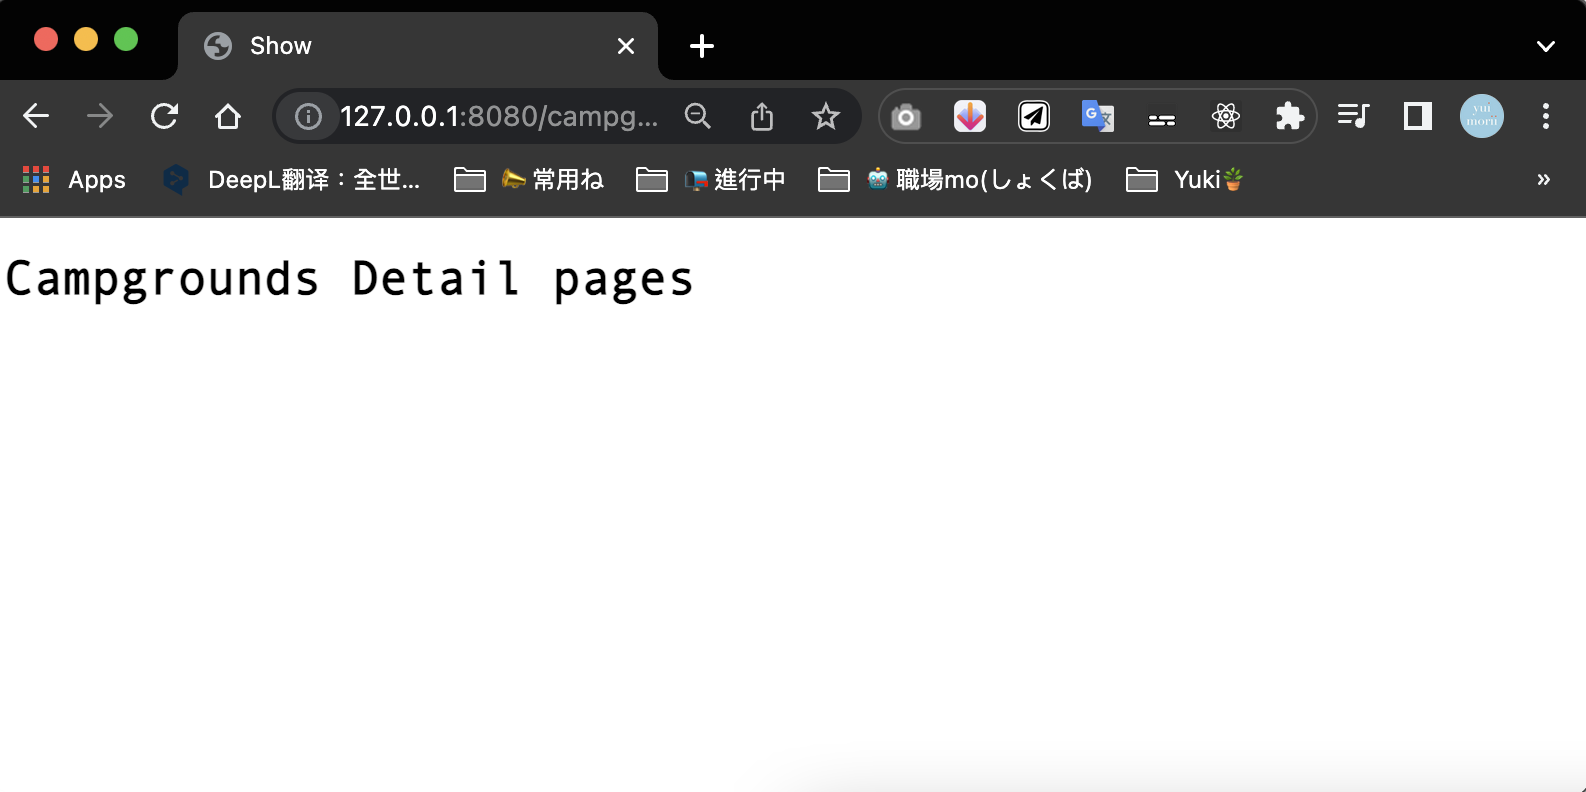 Show
127.0.0.1:8080/campg...
yui
morii
Apps
DeepL翻译：全世...
常用ね
進行中
職場mo(しょくば)
Yuki
»
Campgrounds Detail pages